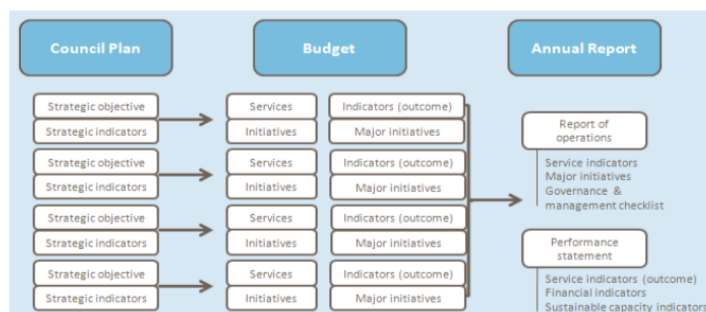 Council Plan
Budget
Annual Report
Strategic objective
Strategic indicators
Services
Initiatives
Indicators (outcome)
Major initiatives
Strategic objective
Strategic indicators
Services
Initiatives
Indicators (outcome)
Major initiatives
Strategic objective
Strategic indicators
Services
Initiatives
Indicators (outcome)
Major initiatives
Strategic objective
Strategic indicators
Services
Initiatives
Indicators (outcome)
Major initiatives
Report of
operations
Service indicators
Major initiatives
Governance &
management checklist
Performance
statement
Service indicators (outcome)
Financial indicators
Sustainable capacity indicators